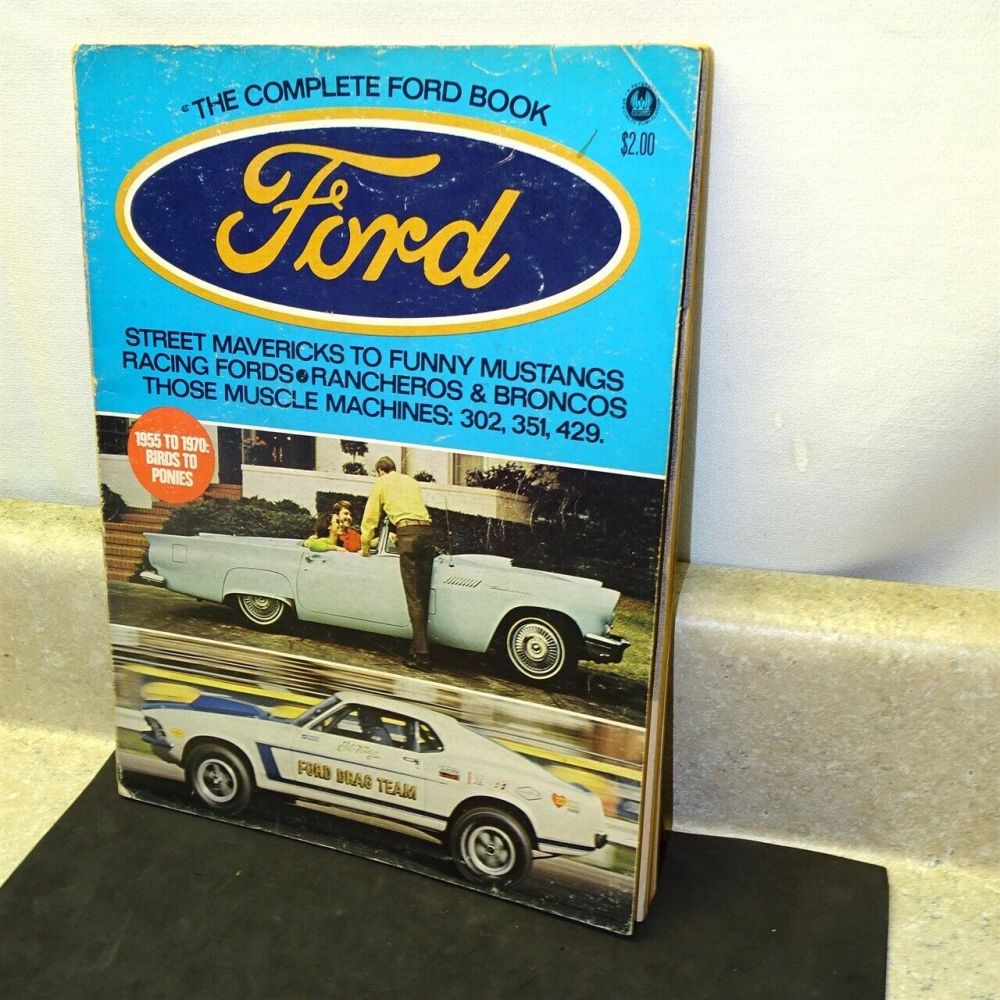 THE COMPLETE FORD BOOK
$2.00
Ford
STREET MAVERICKS TO FUNNY MUSTANGS
RACING FORDS • RANCHEROS & BRONCOS
THOSE MUSCLE MACHINES: 302, 351, 429.
1955 TO 1970:
BIRDS TO
PONIES
FORD DRAG TEAM